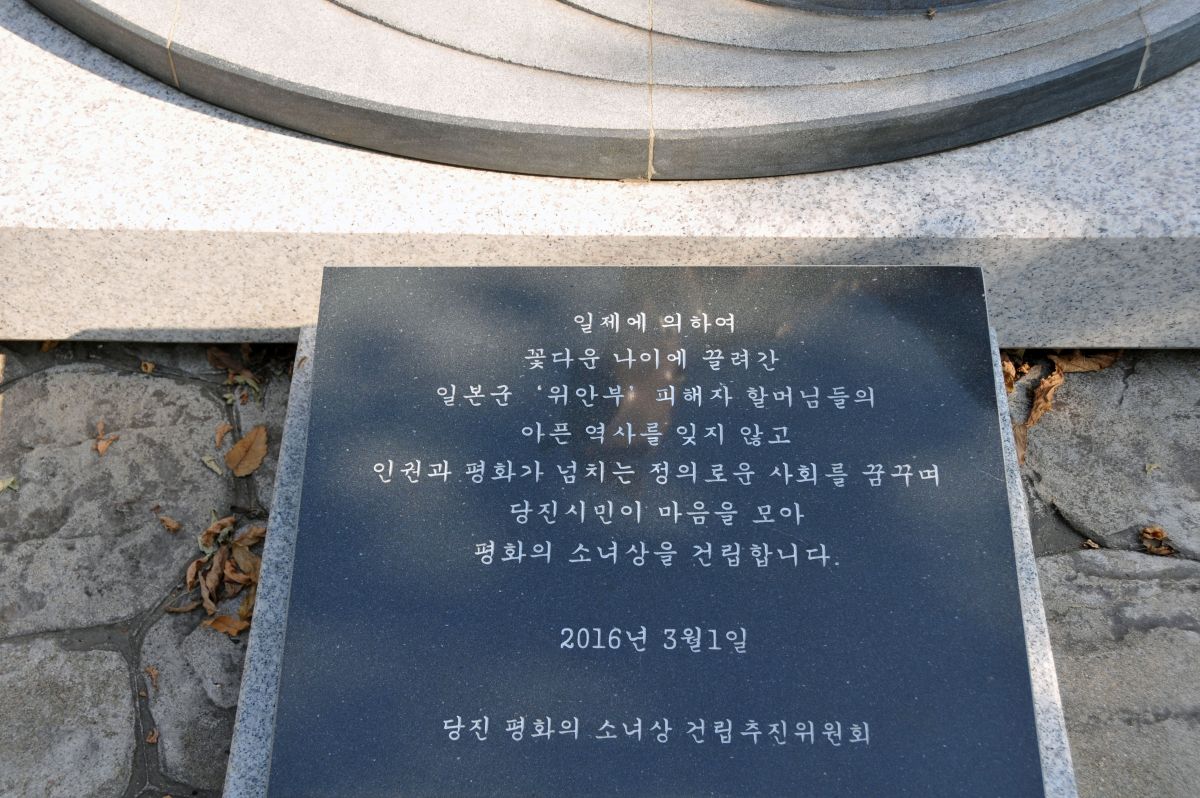 일제에 의하여
꽃다운 나이에 끌려간
일본군 ‘위안부’ 피해자 할머님들의
아픈 역사를 잊지 않고
인권과 평화가 넘치는 정의로운 사회를 꿈꾸며
당진시민이 마음을 모아
평화의 소녀상을 건립합니다.
2016년 3월1일
당진 평화의 소녀상 건립추진위원회